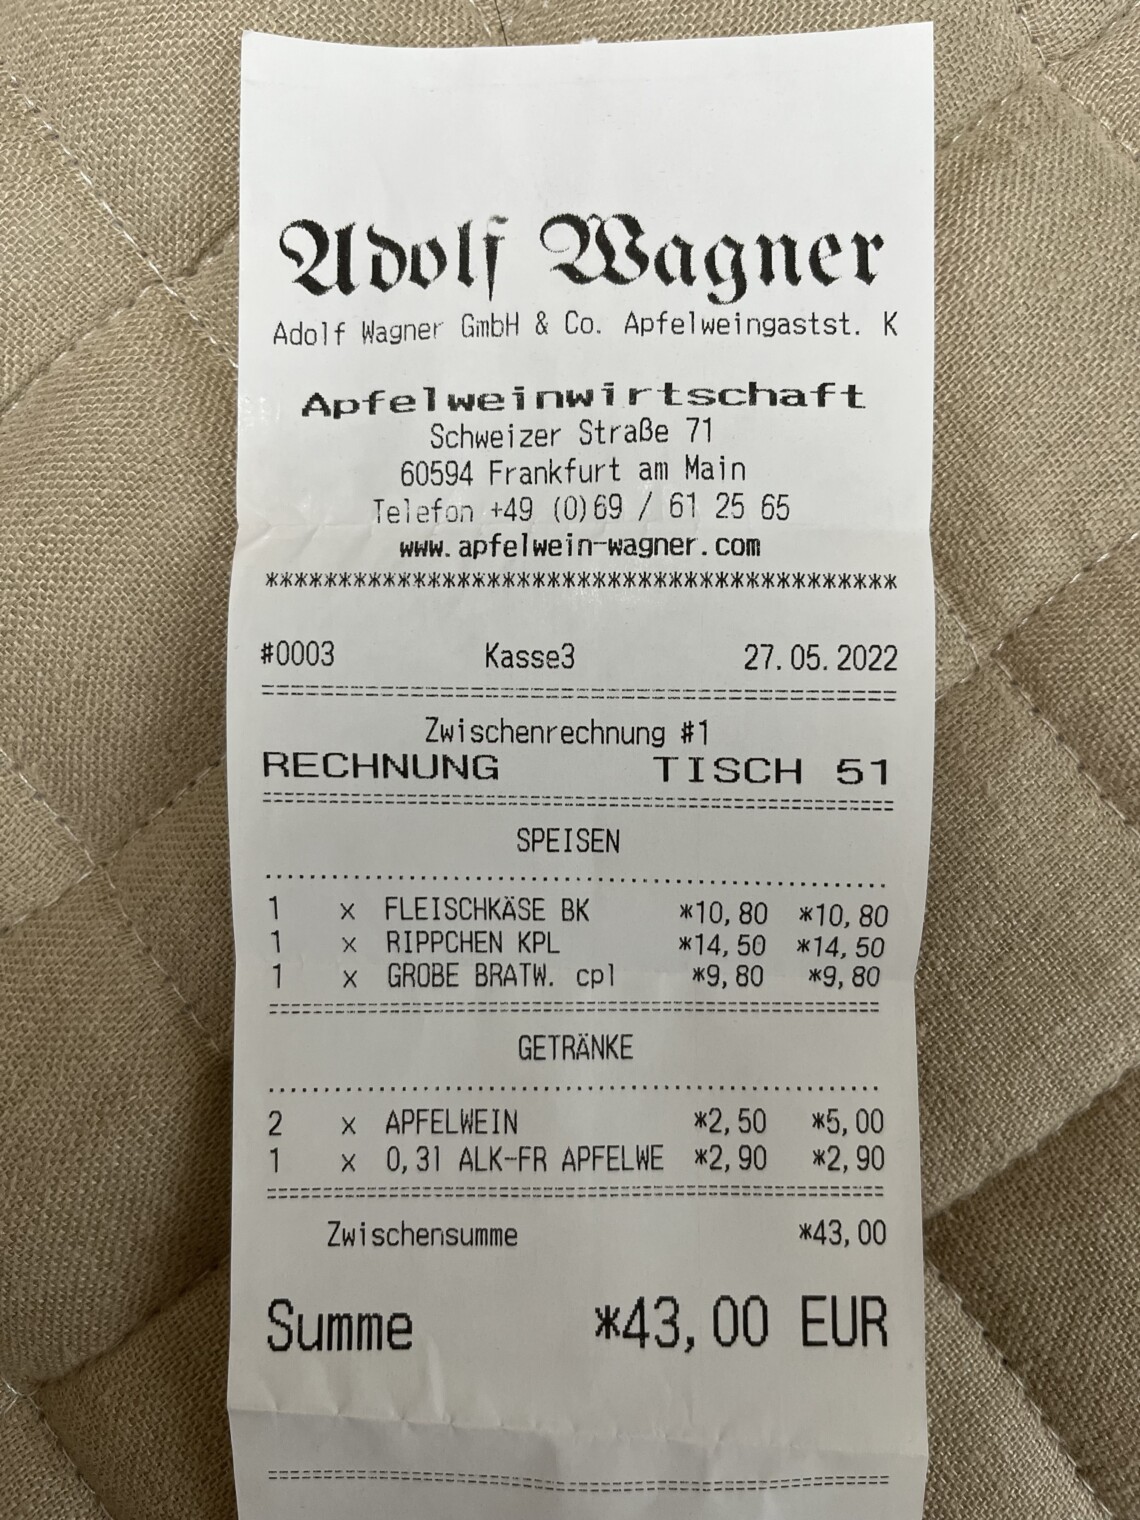 Adolf Wagner
Adolf Wagner GmbH & Co. Apfelweingastst. K
Apfelweinwirtschaft
Schweizer Straße 71
60594 Frankfurt am Main
Telefon +49 (0)69 / 61 25 65
www.apfelwein-wagner.com
*******************************************
#0003 Kasse3 27.05.2022
Zwischenrechnung #1
RECHNUNG TISCH 51
SPEISEN
1 x FLEISCHKÄSE BK *10,80 *10,80
1 x RIPPCHEN KPL *14,50 *14,50
1 x GROBE BRATW. cpl *9,80 *9,80
GETRÄNKE
2 x APFELWEIN *2,50 *5,00
1 x 0,3l ALK-FR APFELWE *2,90 *2,90
Zwischensumme *43,00
Summe *43,00 EUR